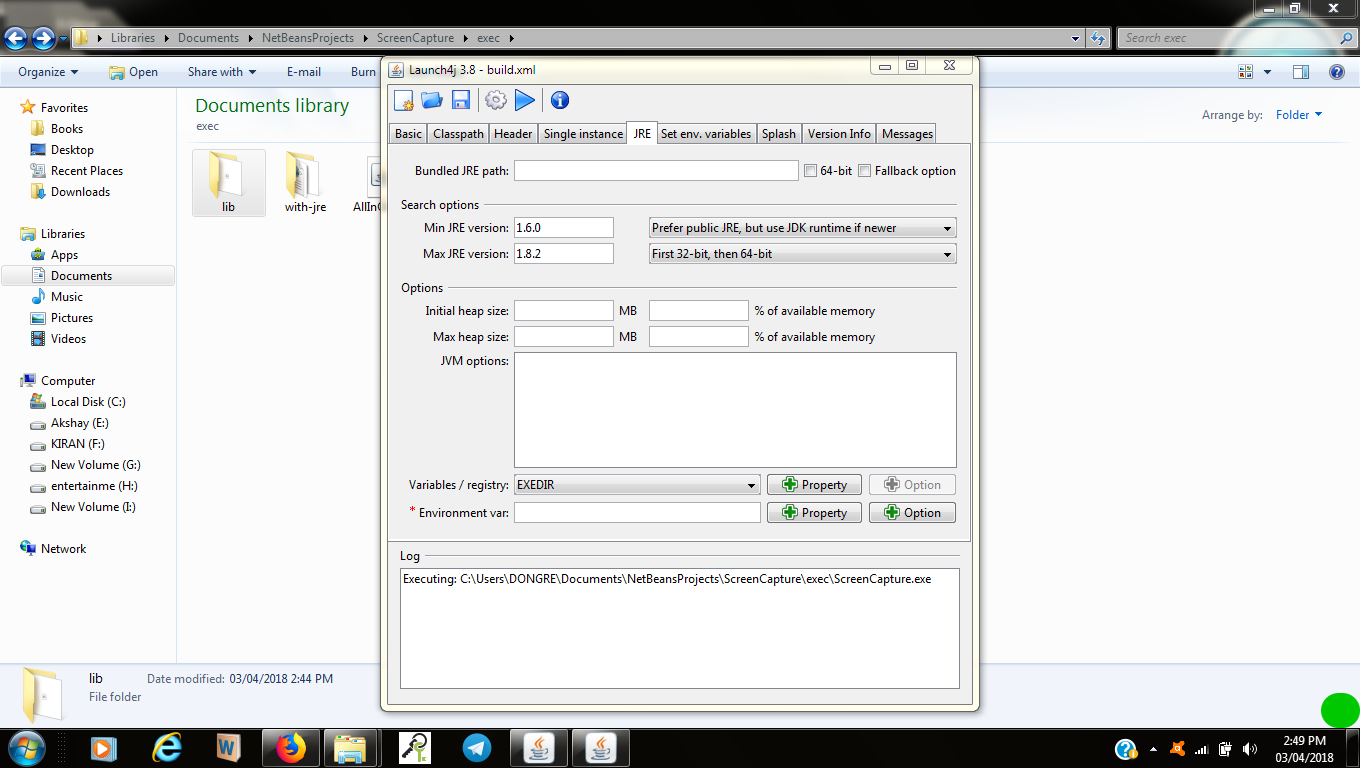 Libraries
Documents
NetBeansProjects
ScreenCapture
exec
Search exec
Organize
Open
Share with
E-mail
Burn
Favorites
Books
Desktop
Recent Places
Downloads
Libraries
Apps
Documents
Music
Pictures
Videos
Computer
Local Disk (C:)
Akshay (E:)
KIRAN (F:)
New Volume (G:)
entertainme (H:)
New Volume (I:)
Network
Documents library
exec
Arrange by: Folder
lib
with-jre
Launch4j 3.8 - build.xml
Basic Classpath Header Single instance JRE Set env. variables Splash Version Info Messages
Bundled JRE path: 64-bit Fallback option
Search options
Min JRE version: 1.6.0 Prefer public JRE, but use JDK runtime if newer
Max JRE version: 1.8.2 First 32-bit, then 64-bit
Options
Initial heap size: MB % of available memory
Max heap size: MB % of available memory
JVM options:
Variables / registry: EXEDIR Property Option
* Environment var: Property Option
Log
Executing: C:\Users\DONGRE\Documents\NetBeansProjects\ScreenCapture\exec\ScreenCapture.exe
lib Date modified: 03/04/2018 2:44 PM
File folder
2:49 PM
03/04/2018